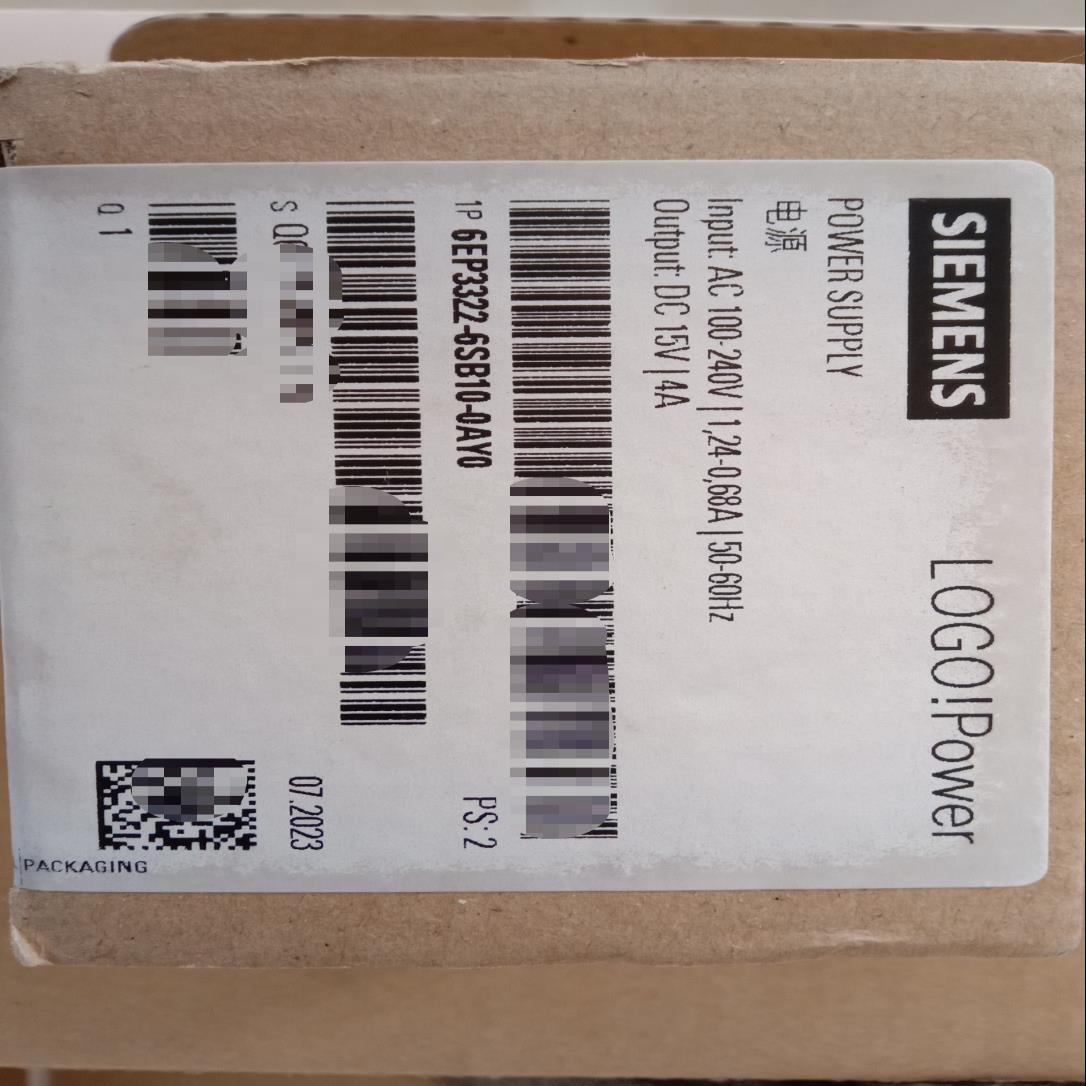 SIEMENS
LOGO!Power
POWER SUPPLY
电源
Input: AC 100-240V | 1,24-0,68A | 50-60Hz
Output: DC 15V | 4A
1P 6EP3322-6SB10-0AY0
PS: 2
S
07.2023
Q 1
PACKAGING